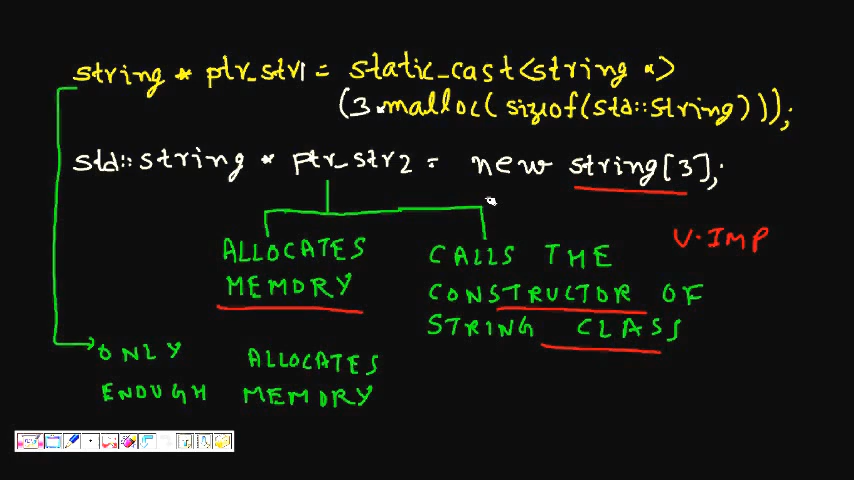 string * ptr_str1 = static_cast<string *>
(3.malloc(sizeof(std::string)));
std::string * ptr_str2 = new string[3];
V.IMP
ALLOCATES
MEMORY
CALLS THE
CONSTRUCTOR OF
STRING CLASS
ONLY ALLOCATES
ENOUGH MEMORY